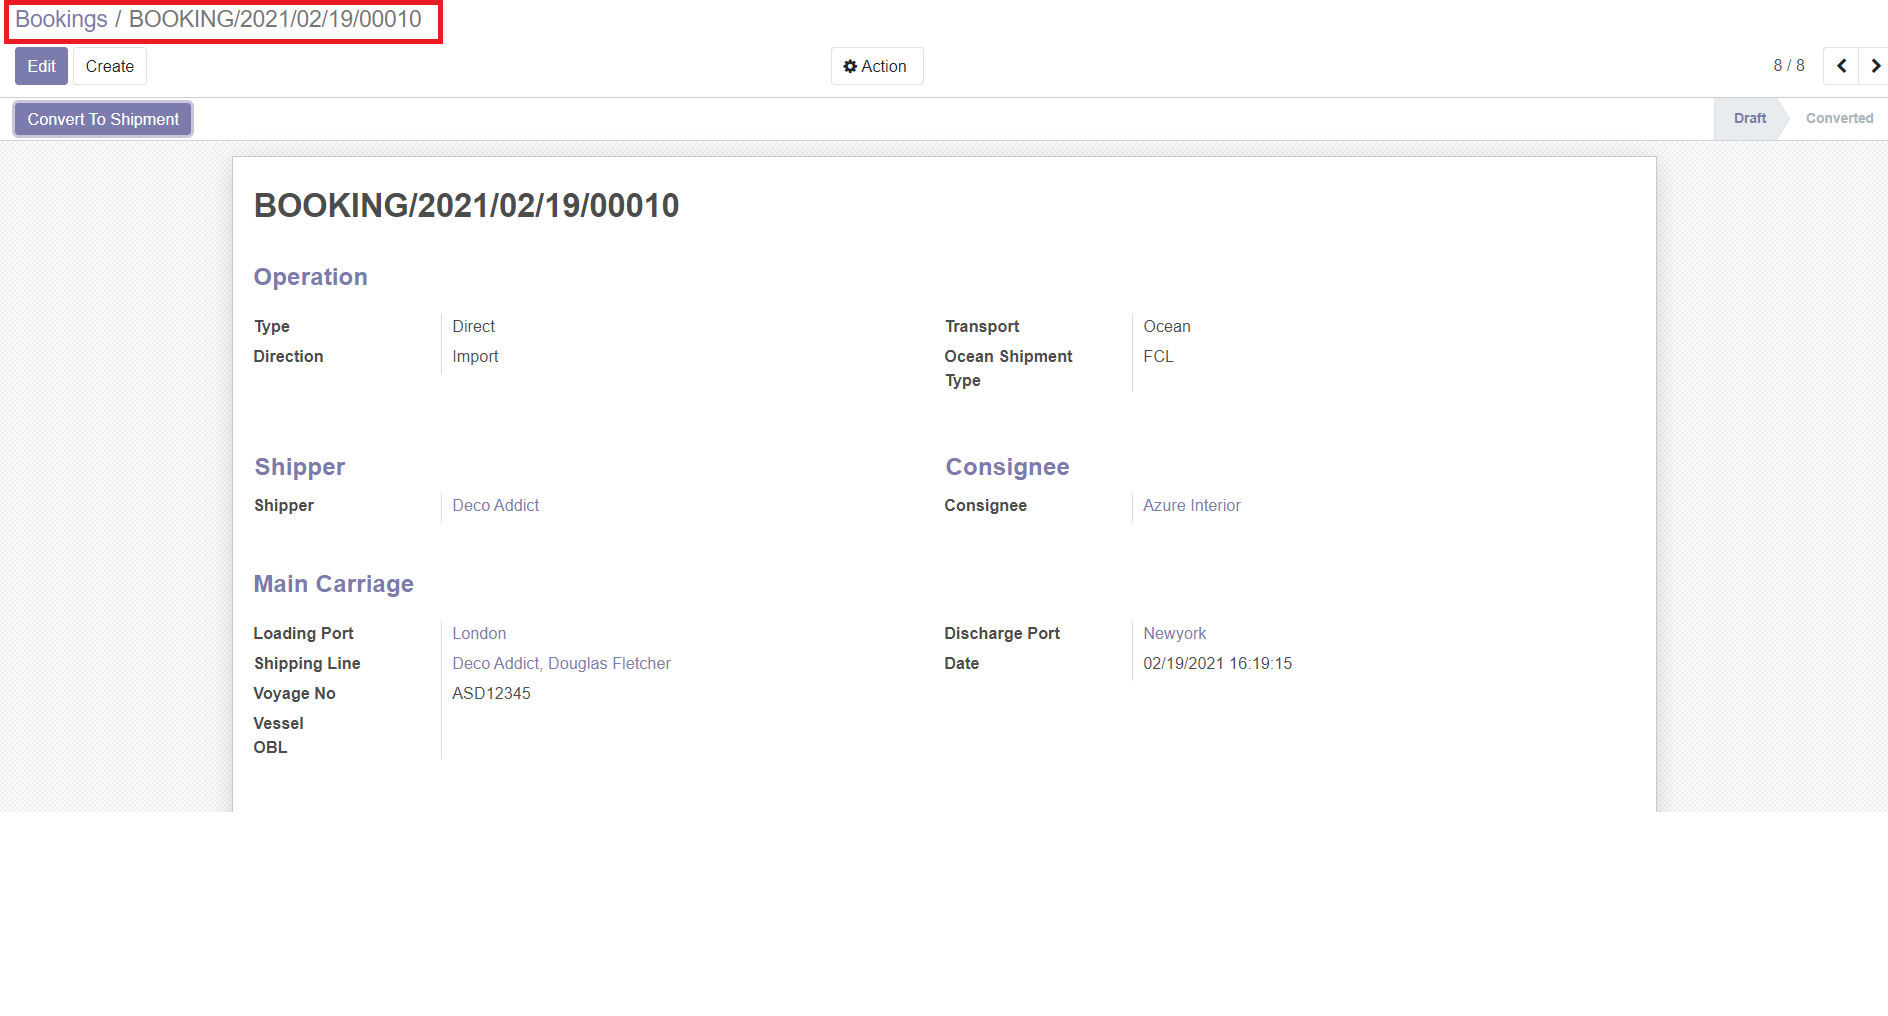 Bookings / BOOKING/2021/02/19/00010
Edit Create Action 8 / 8
Convert To Shipment Draft Converted
BOOKING/2021/02/19/00010
Operation
Type Direct Transport Ocean
Direction Import Ocean Shipment FCL
Type
Shipper Consignee
Shipper Deco Addict Consignee Azure Interior
Main Carriage
Loading Port London Discharge Port Newyork
Shipping Line Deco Addict, Douglas Fletcher Date 02/19/2021 16:19:15
Voyage No ASD12345
Vessel
OBL